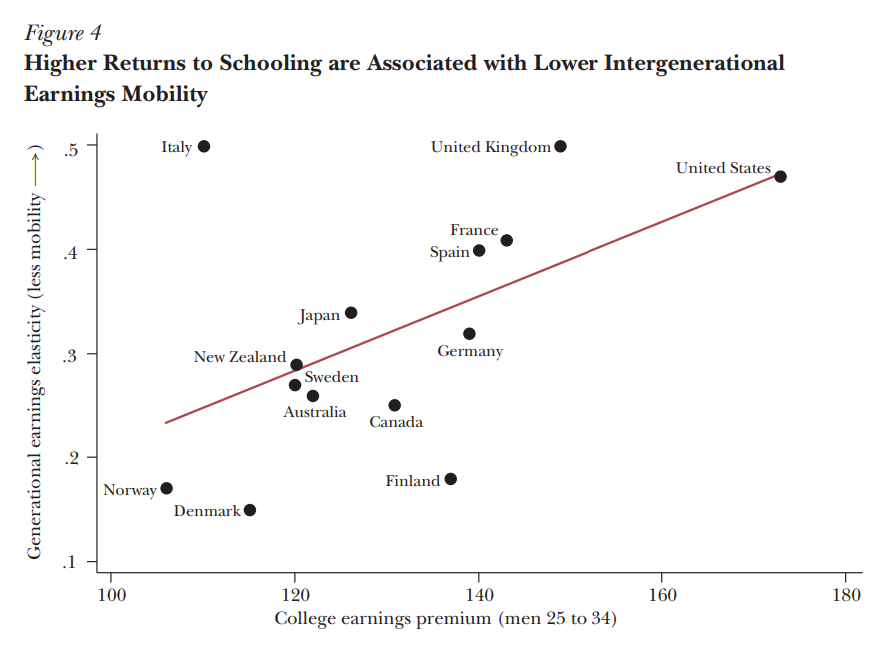 Figure 4
Higher Returns to Schooling are Associated with Lower Intergenerational
Earnings Mobility
Generational earnings elasticity (less mobility ⟶)
.5
.4
.3
.2
.1
Italy
United Kingdom
United States
France
Spain
Japan
Germany
New Zealand
Sweden
Australia
Canada
Finland
Norway
Denmark
100 120 140 160 180
College earnings premium (men 25 to 34)